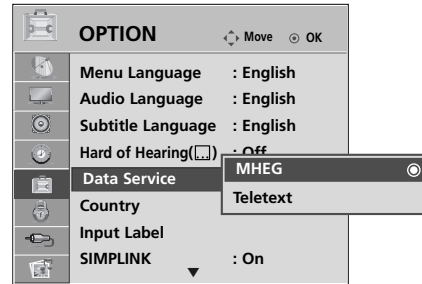 OPTION Move OK
Menu Language : English
Audio Language : English
Subtitle Language : English
Hard of Hearing( ) : Off
Data Service MHEG
Teletext
Country
Input Label
SIMPLINK : On